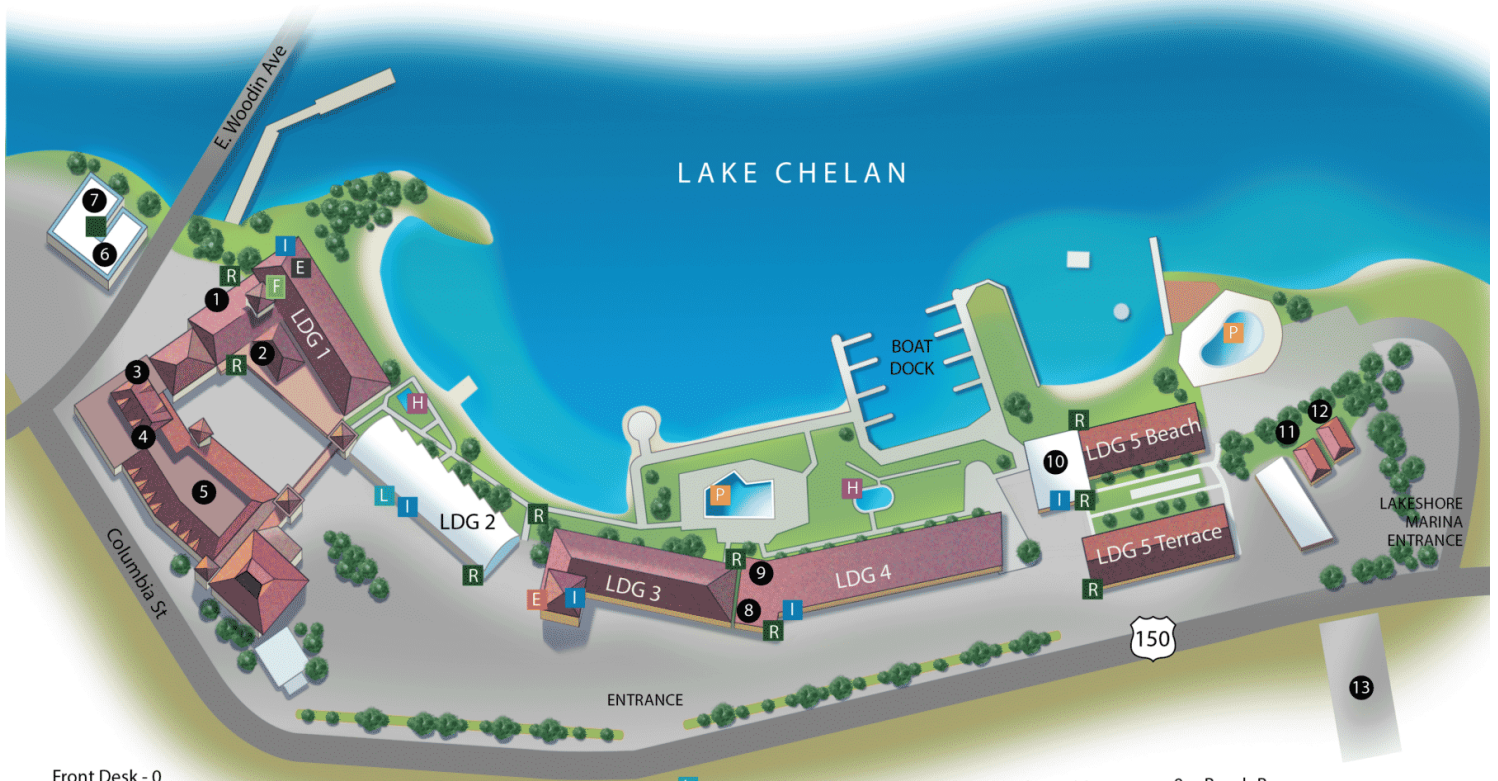 E. Woodin Ave
LAKE CHELAN
7
6
I
R
E
F
1
LDG 1
2
R
3
4
5
H
BOAT
DOCK
P
R
12
11
LDG 5 Beach
10
I
R
L
I
LDG 2
R
P
H
LAKESHORE
MARINA
ENTRANCE
LDG 5 Terrace
R
Columbia St
R
R
9
LDG 4
E
I
LDG 3
8
I
R
150
ENTRANCE
13
Front Desk - 0